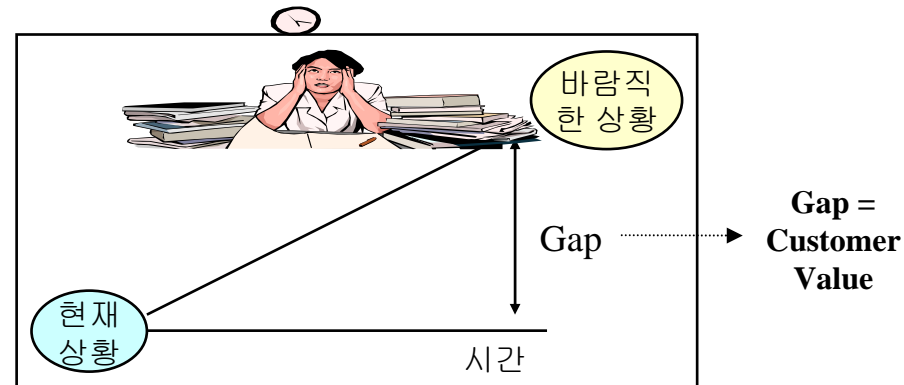 바람직
한 상황
Gap
Gap =
Customer
Value
현재
상황
시간